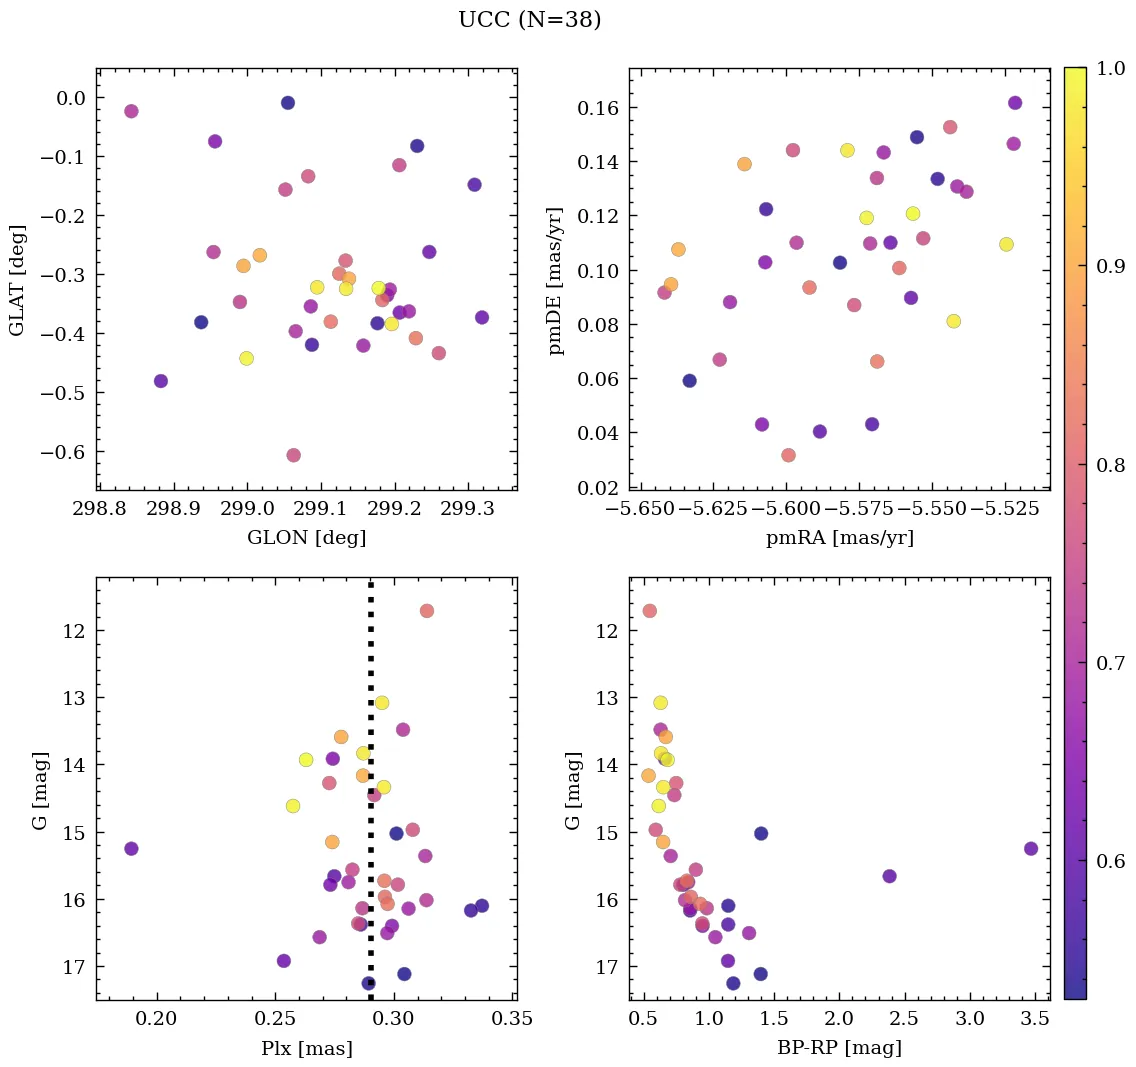 UCC (N=38)
0.0
−0.1
−0.2
−0.3
−0.4
−0.5
−0.6
GLAT [deg]
298.8 298.9 299.0 299.1 299.2 299.3
GLON [deg]
0.16
0.14
0.12
0.10
0.08
0.06
0.04
0.02
pmDE [mas/yr]
−5.650 −5.625 −5.600 −5.575 −5.550 −5.525
pmRA [mas/yr]
12
13
14
15
16
17
G [mag]
0.20 0.25 0.30 0.35
Plx [mas]
12
13
14
15
16
17
G [mag]
0.5 1.0 1.5 2.0 2.5 3.0 3.5
BP-RP [mag]
1.0
0.9
0.8
0.7
0.6